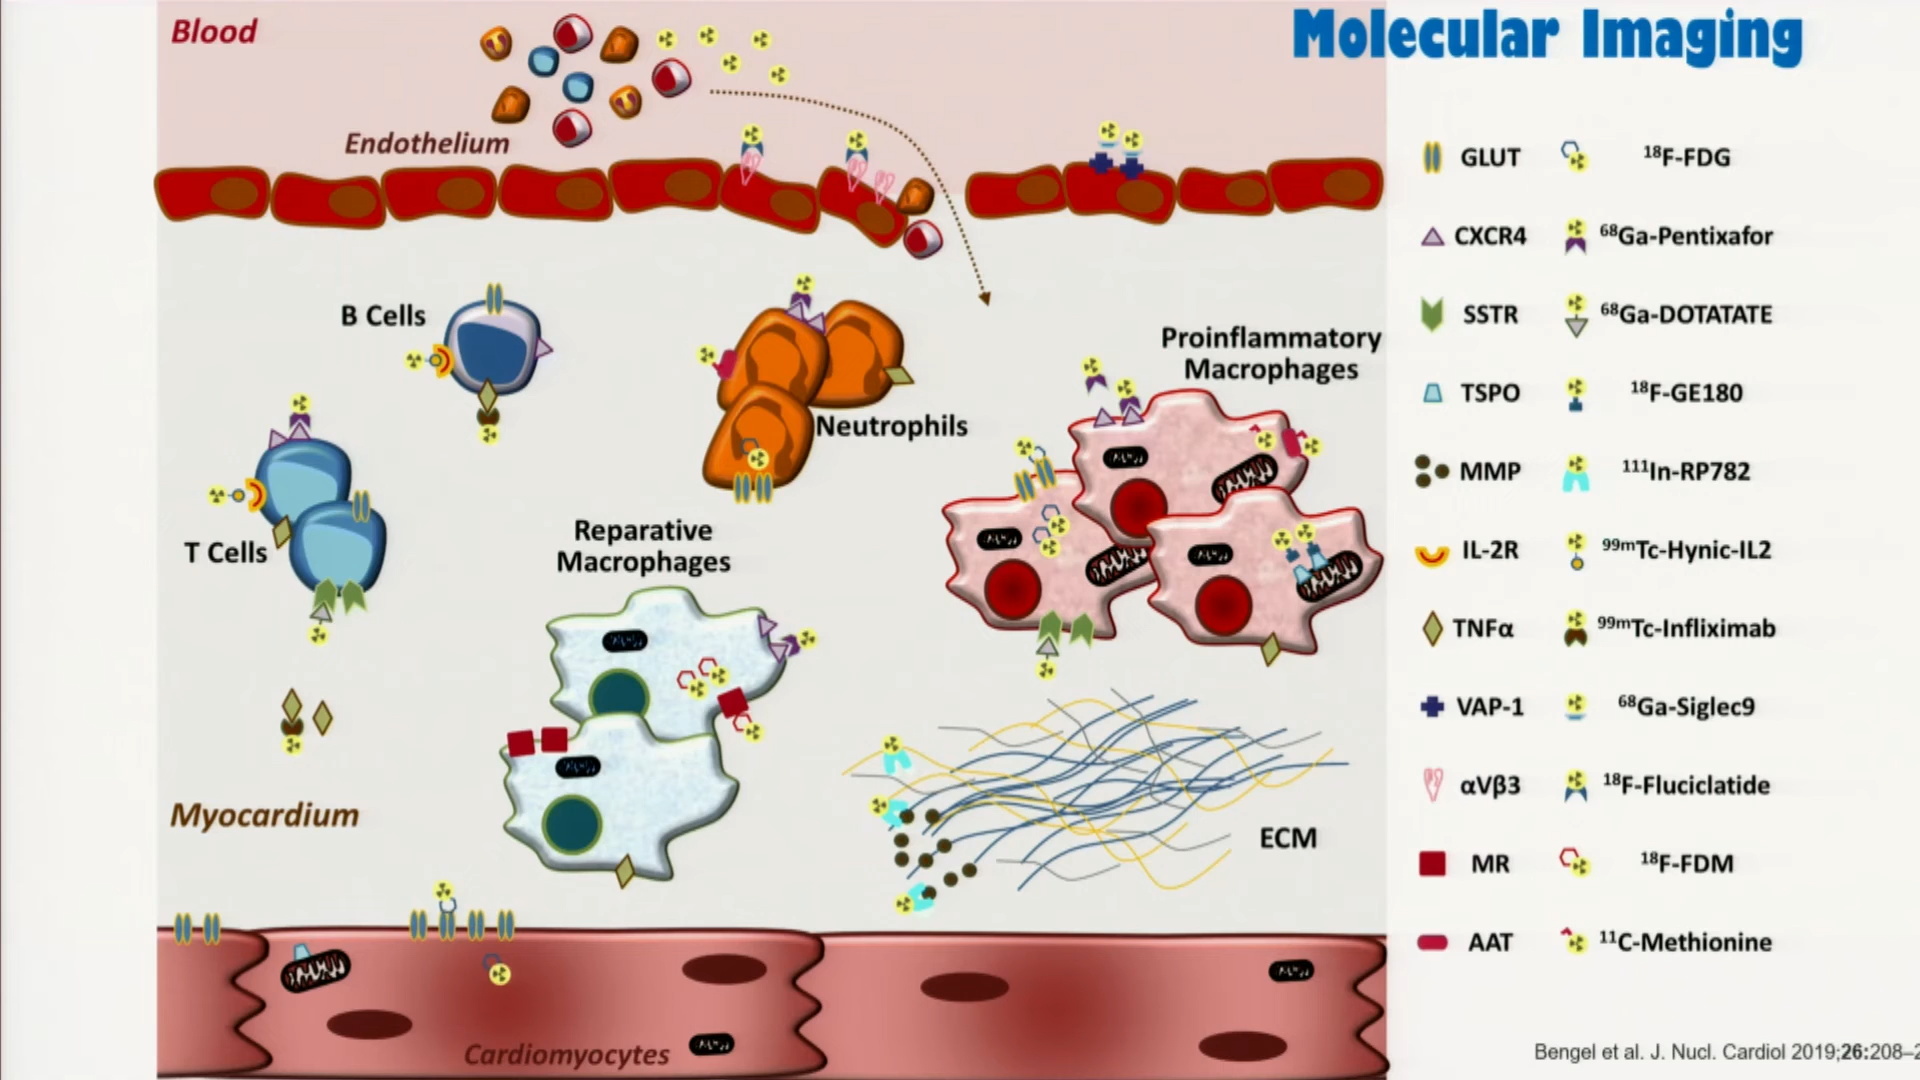 Blood
Molecular Imaging
Endothelium
B Cells
Proinflammatory
Macrophages
Neutrophils
T Cells
Reparative
Macrophages
Myocardium
ECM
Cardiomyocytes
GLUT ¹⁸F-FDG
CXCR4 ⁶⁸Ga-Pentixafor
SSTR ⁶⁸Ga-DOTATATE
TSPO ¹⁸F-GE180
MMP ¹¹¹In-RP782
IL-2R ⁹⁹ᵐTc-Hynic-IL2
TNFα ⁹⁹ᵐTc-Infliximab
VAP-1 ⁶⁸Ga-Siglec9
αVβ3 ¹⁸F-Fluciclatide
MR ¹⁸F-FDM
AAT ¹¹C-Methionine
Bengel et al. J. Nucl. Cardiol 2019;26:208–